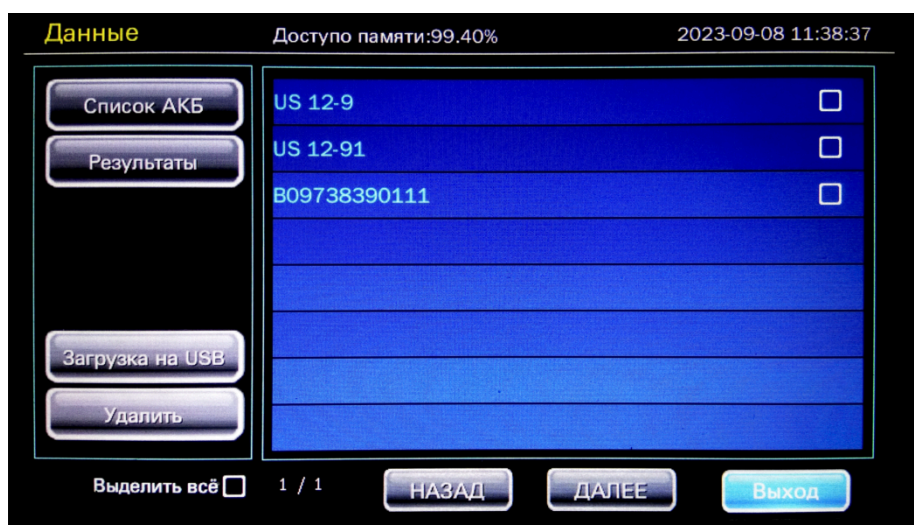 Данные
Доступо памяти:99.40%
2023-09-08 11:38:37
Список АКБ
Результаты
Загрузка на USB
Удалить
US 12-9
US 12-91
B09738390111
Выделить всё
1 / 1
НАЗАД
ДАЛЕЕ
Выход